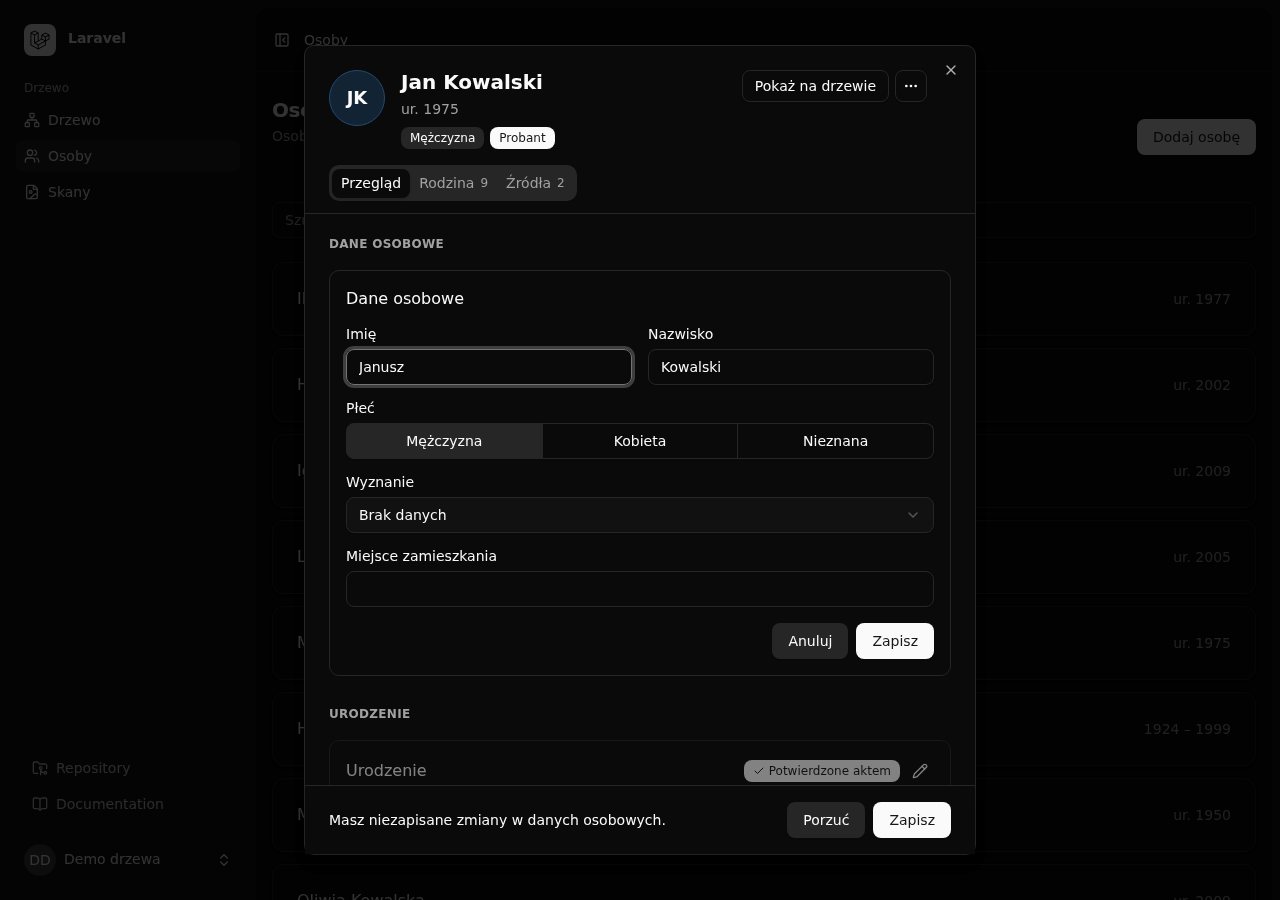 Laravel
Osoby
Drzewo
Drzewo
Osoby
Skany
Dodaj osobę
Jan Kowalski
ur. 1975
Mężczyzna Probant
Pokaż na drzewie
Przegląd Rodzina 9 Źródła 2
DANE OSOBOWE
Dane osobowe
Imię Nazwisko
Janusz Kowalski
Płeć
Mężczyzna Kobieta Nieznana
Wyznanie
Brak danych
Miejsce zamieszkania
Anuluj Zapisz
URODZENIE
Urodzenie Potwierdzone aktem
Masz niezapisane zmiany w danych osobowych. Porzuć Zapisz
ur. 1977
ur. 2002
ur. 2009
ur. 2005
ur. 1975
1924 – 1999
ur. 1950
Repository
Documentation
DD Demo drzewa
JK